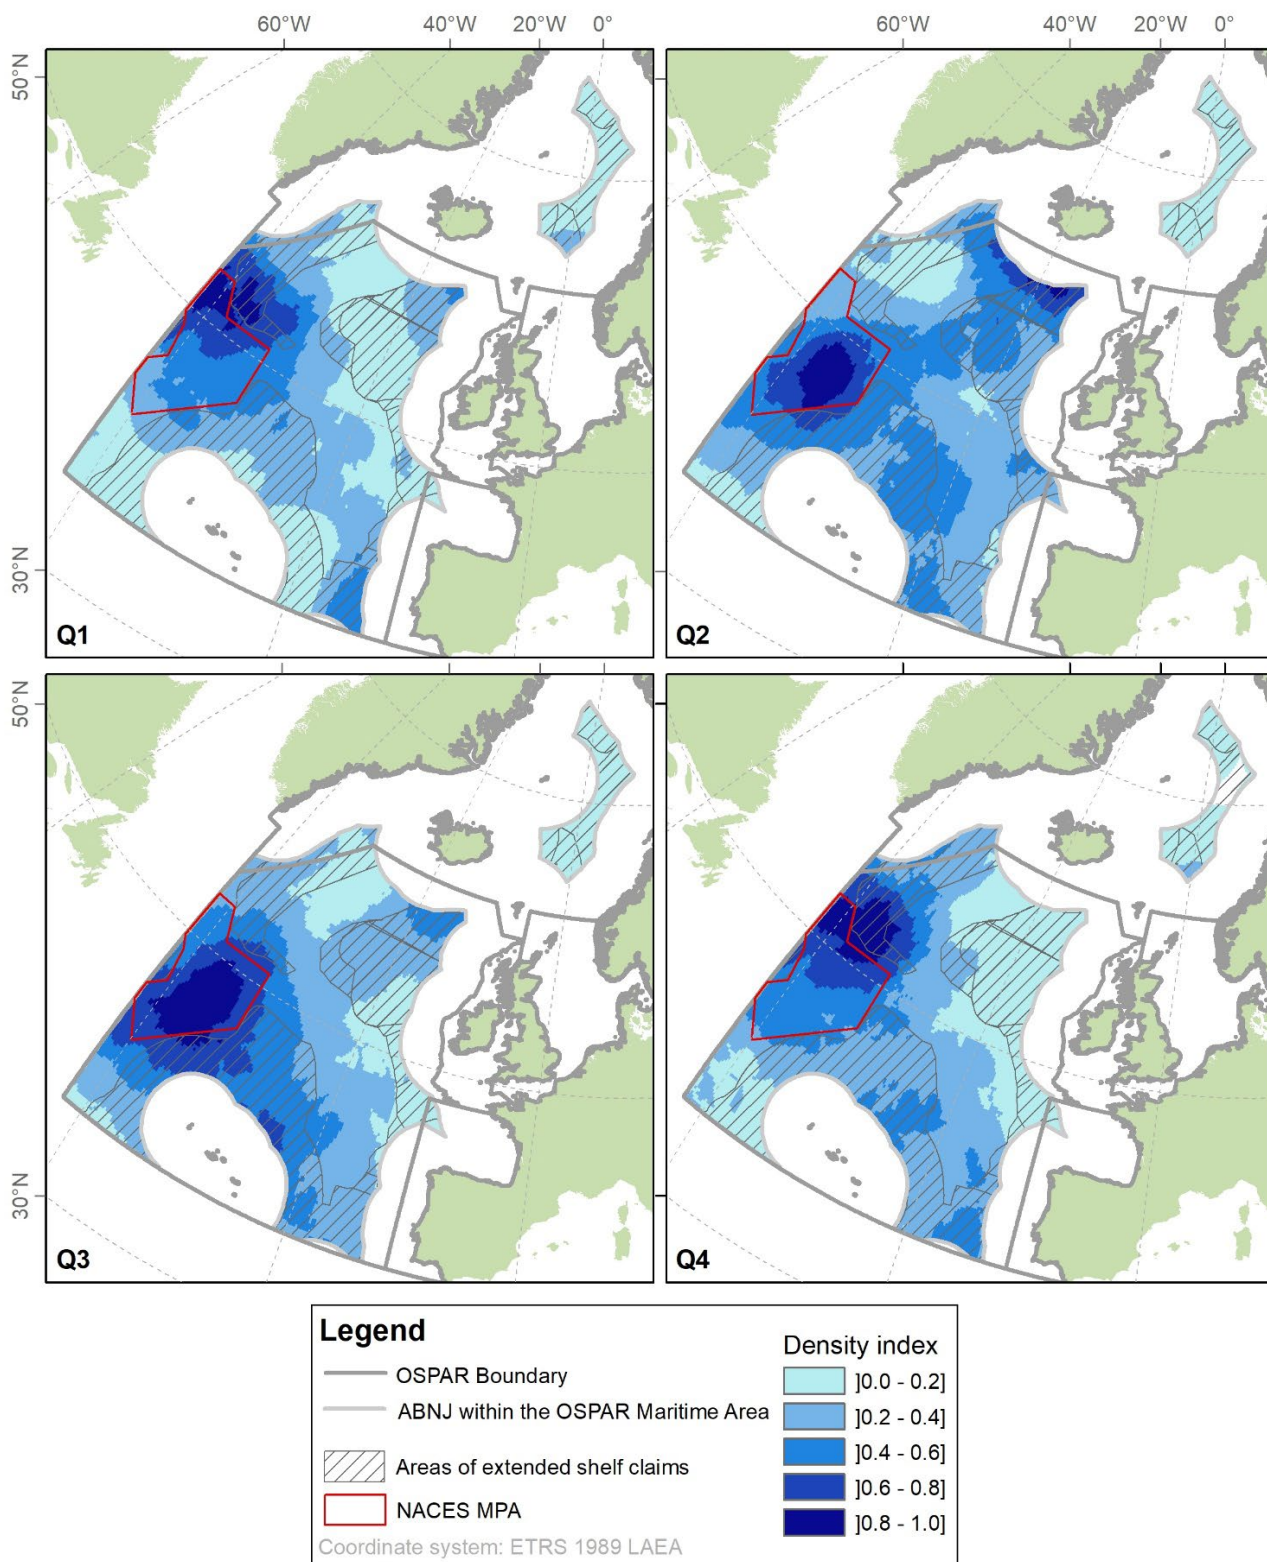 60°W 40°W 20°W 0° 60°W 40°W 20°W 0°
50°N
30°N
Q1 Q2
50°N
30°N
Q3 Q4
Legend
OSPAR Boundary
ABNJ within the OSPAR Maritime Area
Areas of extended shelf claims
NACES MPA
Coordinate system: ETRS 1989 LAEA
Density index
]0.0 - 0.2]
]0.2 - 0.4]
]0.4 - 0.6]
]0.6 - 0.8]
]0.8 - 1.0]